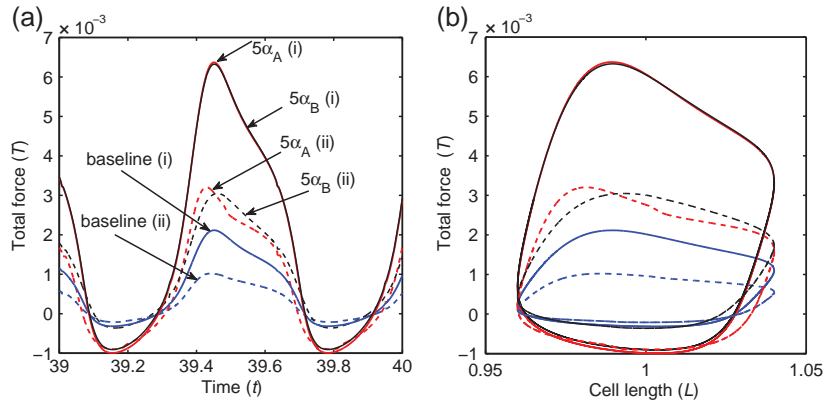 (a)
× 10⁻³
7
6
5
4
3
2
1
0
−1
Total force (T)
39
39.2
39.4
39.6
39.8
40
Time (t)
5α_A (i)
5α_B (i)
5α_A (ii)
5α_B (ii)
baseline (i)
baseline (ii)
(b)
× 10⁻³
7
6
5
4
3
2
1
0
−1
Total force (T)
0.95
1
1.05
Cell length (L)